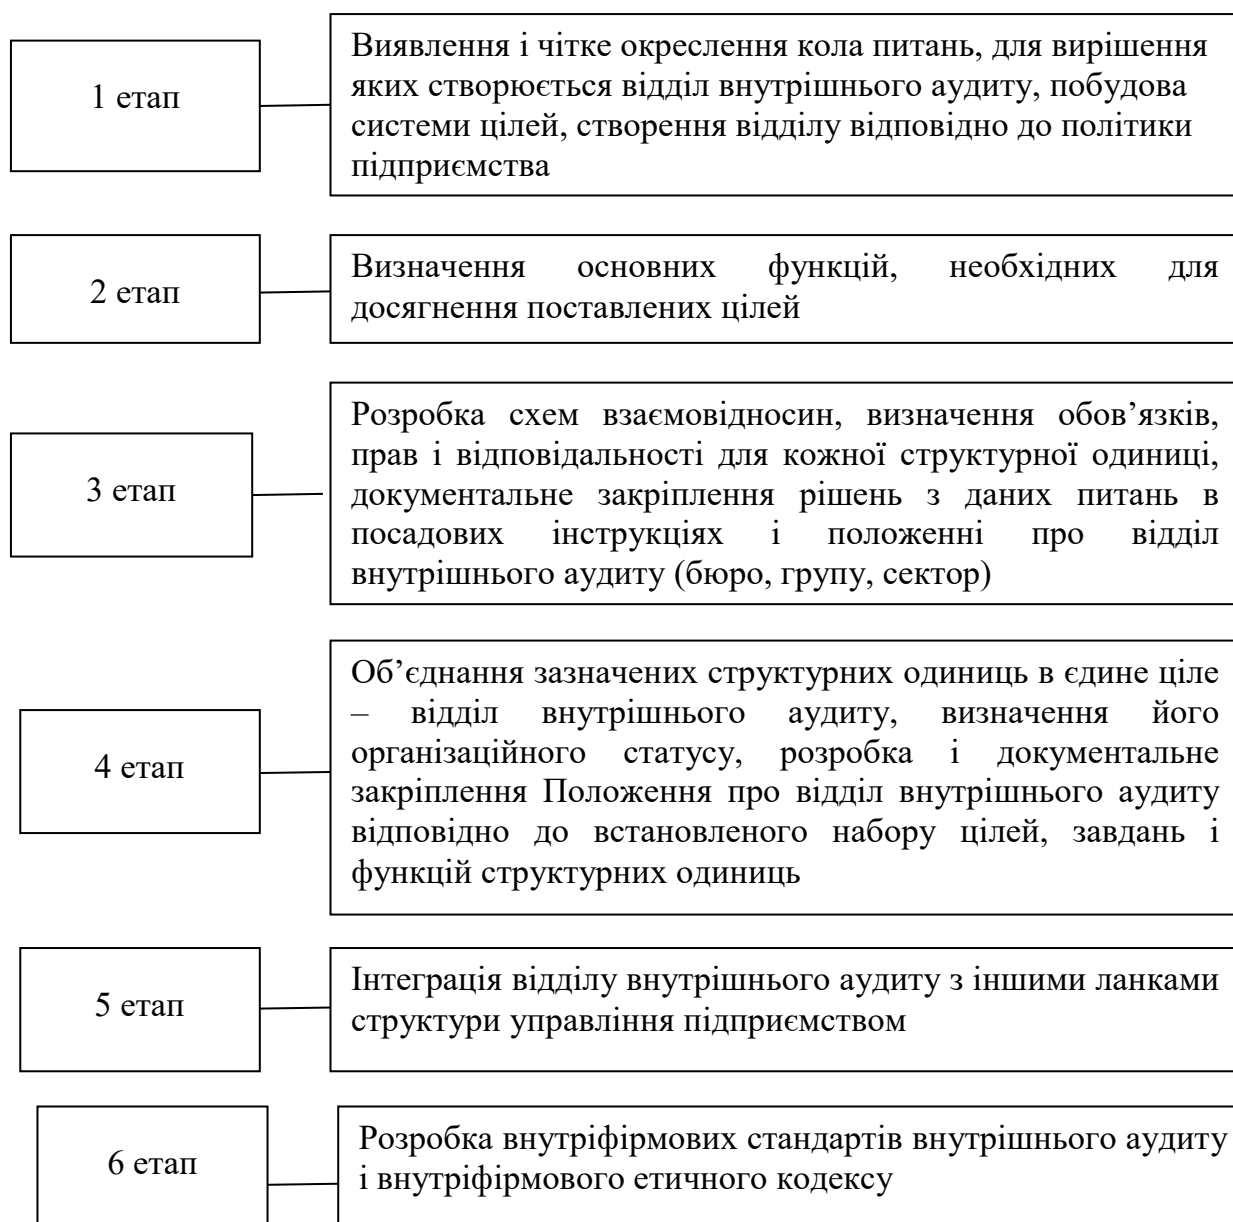 1 етап
Виявлення і чітке окреслення кола питань, для вирішення
яких створюється відділ внутрішнього аудиту, побудова
системи цілей, створення відділу відповідно до політики
підприємства
2 етап
Визначення основних функцій, необхідних для
досягнення поставлених цілей
3 етап
Розробка схем взаємовідносин, визначення обов’язків,
прав і відповідальності для кожної структурної одиниці,
документальне закріплення рішень з даних питань в
посадових інструкціях і положенні про відділ
внутрішнього аудиту (бюро, групу, сектор)
4 етап
Об’єднання зазначених структурних одиниць в єдине ціле
– відділ внутрішнього аудиту, визначення його
організаційного статусу, розробка і документальне
закріплення Положення про відділ внутрішнього аудиту
відповідно до встановленого набору цілей, завдань і
функцій структурних одиниць
5 етап
Інтеграція відділу внутрішнього аудиту з іншими ланками
структури управління підприємством
6 етап
Розробка внутріфірмових стандартів внутрішнього аудиту
і внутріфірмового етичного кодексу